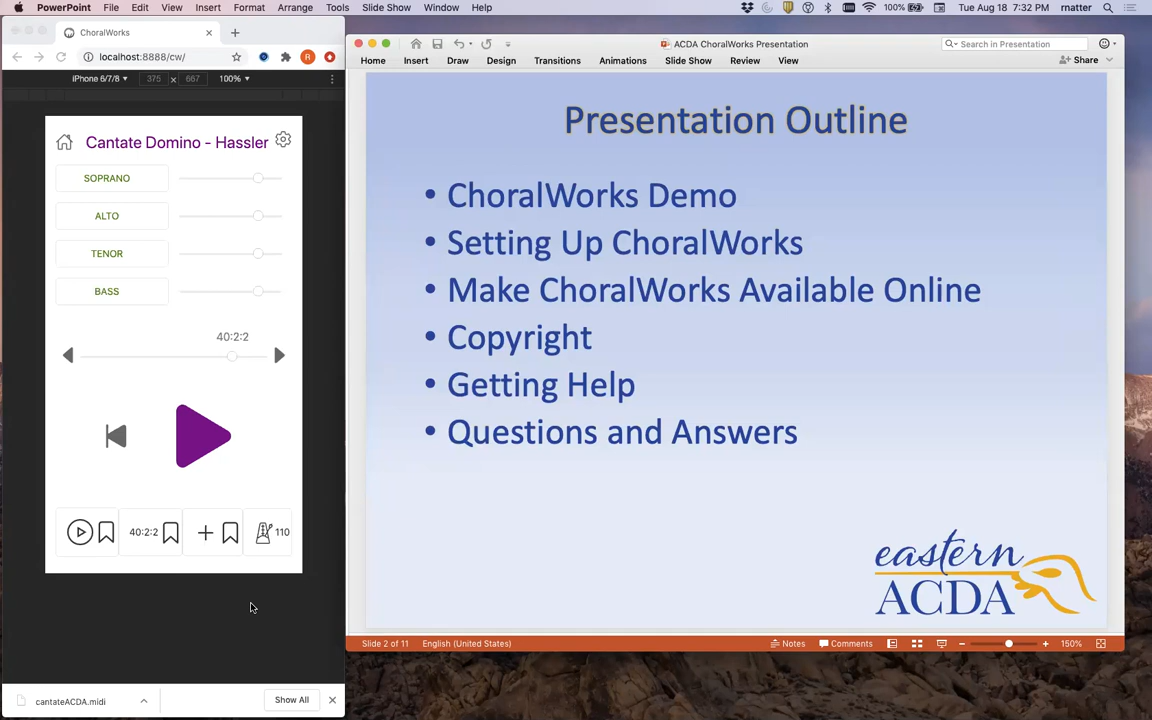 PowerPoint File Edit View Insert Format Arrange Tools Slide Show Window Help 100% Tue Aug 18 7:32 PM rnatter
ChoralWorks
localhost:8888/cw/ R
iPhone 6/7/8 375 × 667 100%
Cantate Domino - Hassler
SOPRANO
ALTO
TENOR
BASS
40:2:2
40:2:2 110
cantateACDA.midi Show All
ACDA ChoralWorks Presentation Search in Presentation
Home Insert Draw Design Transitions Animations Slide Show Review View Share
Presentation Outline
• ChoralWorks Demo
• Setting Up ChoralWorks
• Make ChoralWorks Available Online
• Copyright
• Getting Help
• Questions and Answers
eastern
ACDA
Slide 2 of 11 English (United States) Notes Comments 150%